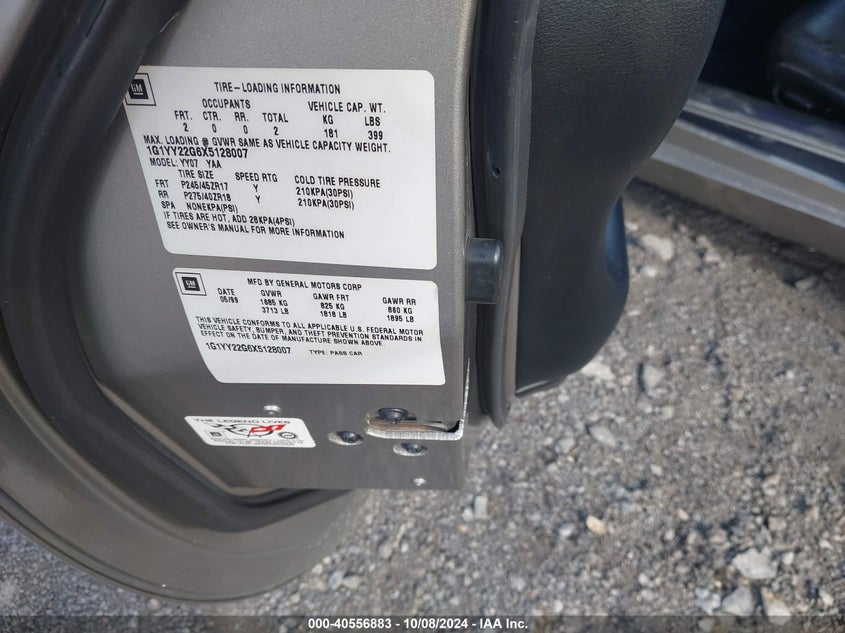 GM
TIRE-LOADING INFORMATION
OCCUPANTS VEHICLE CAP. WT.
FRT. CTR. RR. TOTAL KG LBS
2 0 0 2 181 399
MAX. LOADING @ GVWR SAME AS VEHICLE CAPACITY WEIGHT.
1G1YY22G6X5128007
MODEL: YY07 YAA
TIRE SIZE SPEED RTG COLD TIRE PRESSURE
FRT P245/45ZR17 Y 210KPA(30PSI)
RR P275/40ZR18 Y 210KPA(30PSI)
SPA NONEKPA(PSI)
IF TIRES ARE HOT, ADD 28KPA(4PSI)
SEE OWNER'S MANUAL FOR MORE INFORMATION
GM
MFD BY GENERAL MOTORS CORP
DATE GVWR GAWR FRT GAWR RR
05/99 1685 KG 825 KG 860 KG
3713 LB 1818 LB 1895 LB
THIS VEHICLE CONFORMS TO ALL APPLICABLE U.S. FEDERAL MOTOR
VEHICLE SAFETY, BUMPER, AND THEFT PREVENTION STANDARDS IN
EFFECT ON THE DATE OF MANUFACTURE SHOWN ABOVE.
1G1YY22G6X5128007 TYPE: PASS CAR
THE LEGEND LIVES
000-40556883 - 10/08/2024 - IAA Inc.